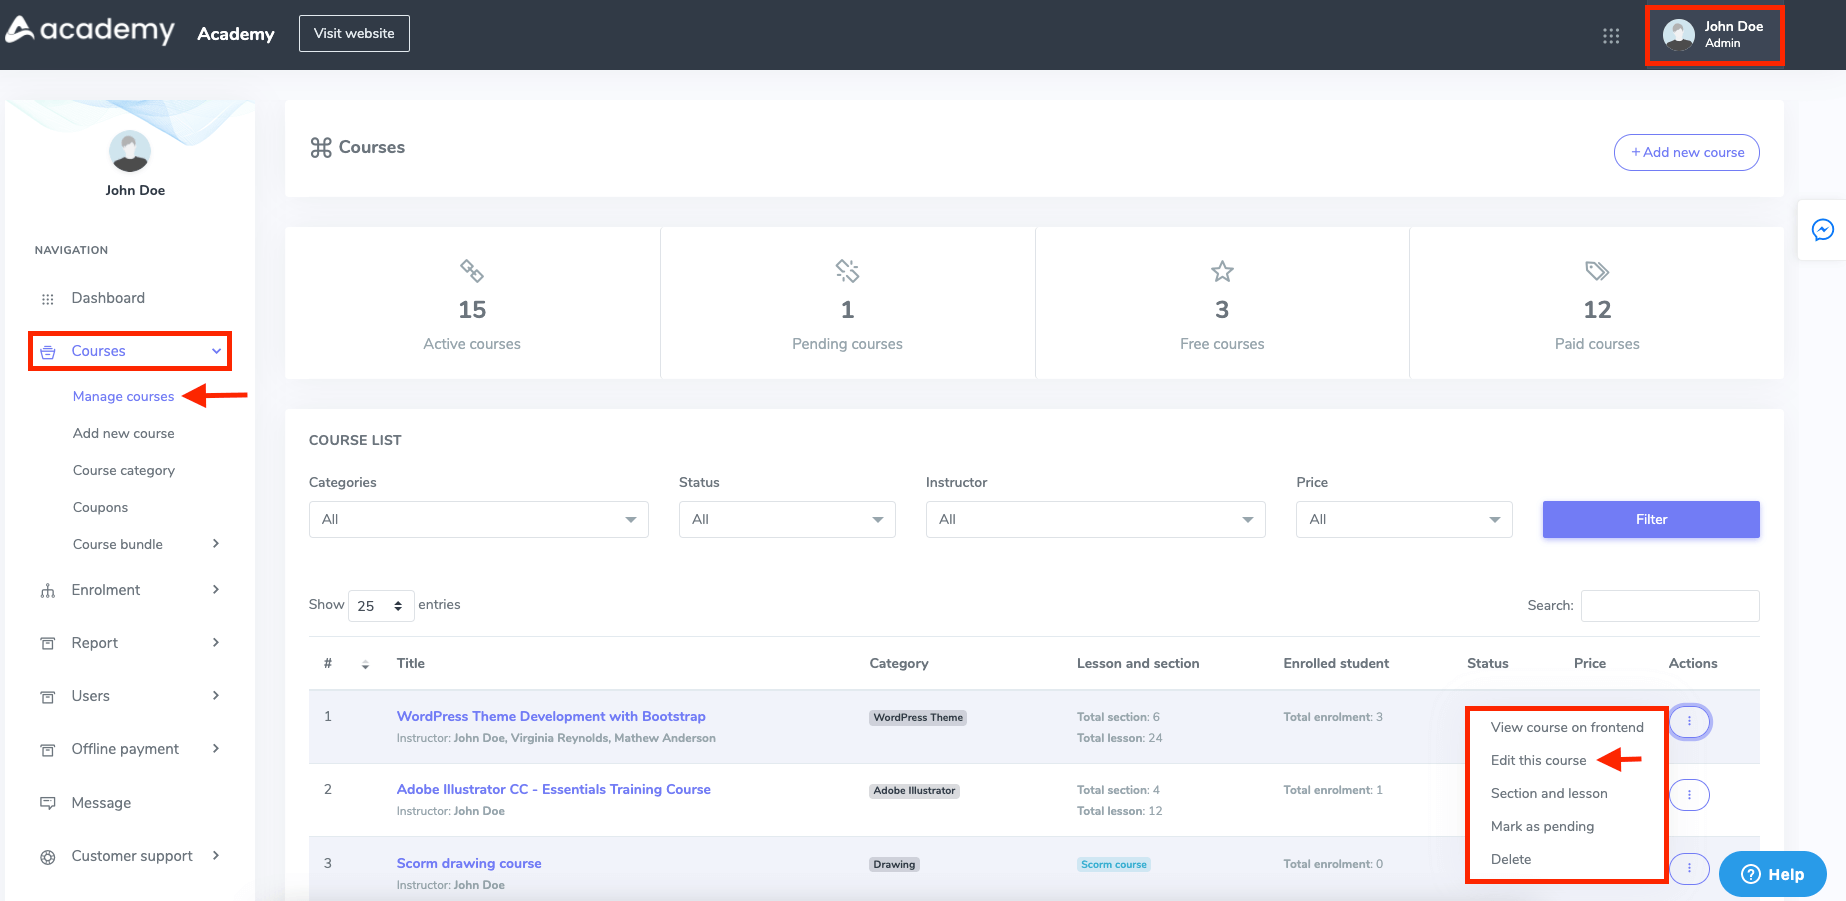 academy
Academy
Visit website
John Doe
Admin
John Doe
NAVIGATION
Dashboard
Courses
Manage courses
Add new course
Course category
Coupons
Course bundle
Enrolment
Report
Users
Offline payment
Message
Customer support
Courses
+ Add new course
15
Active courses
1
Pending courses
3
Free courses
12
Paid courses
COURSE LIST
Categories
All
Status
All
Instructor
All
Price
All
Filter
Show 25 entries
Search:
# Title Category Lesson and section Enrolled student Status Price Actions
1 WordPress Theme Development with Bootstrap WordPress Theme Total section: 6 Total enrolment: 3
Instructor: John Doe, Virginia Reynolds, Mathew Anderson Total lesson: 24
2 Adobe Illustrator CC - Essentials Training Course Adobe Illustrator Total section: 4 Total enrolment: 1
Instructor: John Doe Total lesson: 12
3 Scorm drawing course Drawing Scorm course Total enrolment: 0
Instructor: John Doe
View course on frontend
Edit this course
Section and lesson
Mark as pending
Delete
? Help